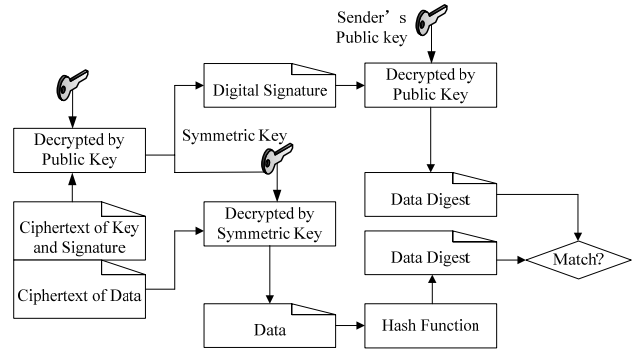 Sender's
Public key
Digital Signature
Decrypted by
Public Key
Decrypted by
Public Key
Symmetric Key
Ciphertext of Key
and Signature
Decrypted by
Symmetric Key
Data Digest
Ciphertext of Data
Data Digest
Match?
Data
Hash Function